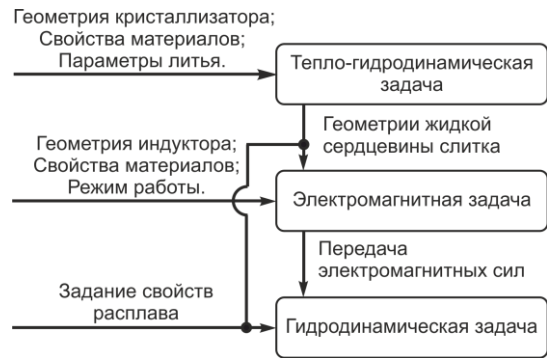 Геометрия кристаллизатора;
Свойства материалов;
Параметры литья.
Тепло-гидродинамическая
задача
Геометрии жидкой
сердцевины слитка
Геометрия индуктора;
Свойства материалов;
Режим работы.
Электромагнитная задача
Передача
электромагнитных сил
Задание свойств
расплава
Гидродинамическая задача